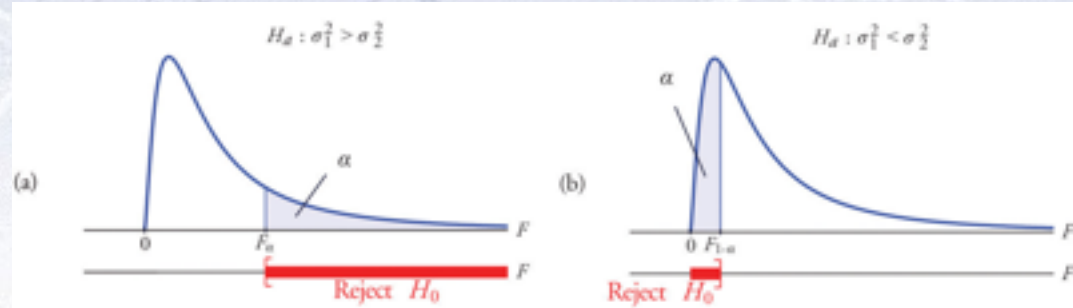 Hₐ : σ₁² > σ₂²
α
(a)
F
0
Fα
F
Reject H₀
Hₐ : σ₁² < σ₂²
α
(b)
F
0
F₁₋α
F
Reject H₀